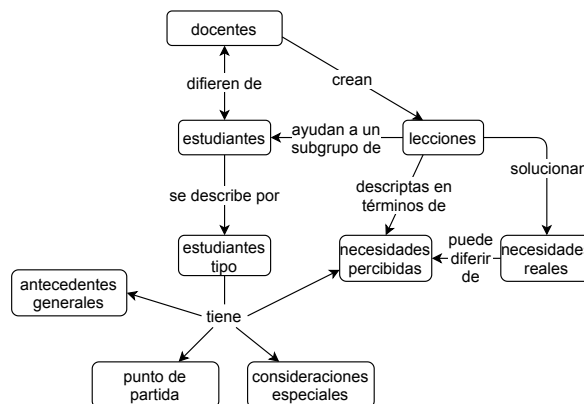 docentes
difieren de
crean
estudiantes
ayudan a un
subgrupo de
lecciones
se describe por
descriptas en
términos de
solucionar
estudiantes
tipo
necesidades
percibidas
puede
diferir
de
necesidades
reales
antecedentes
generales
tiene
punto de
partida
consideraciones
especiales